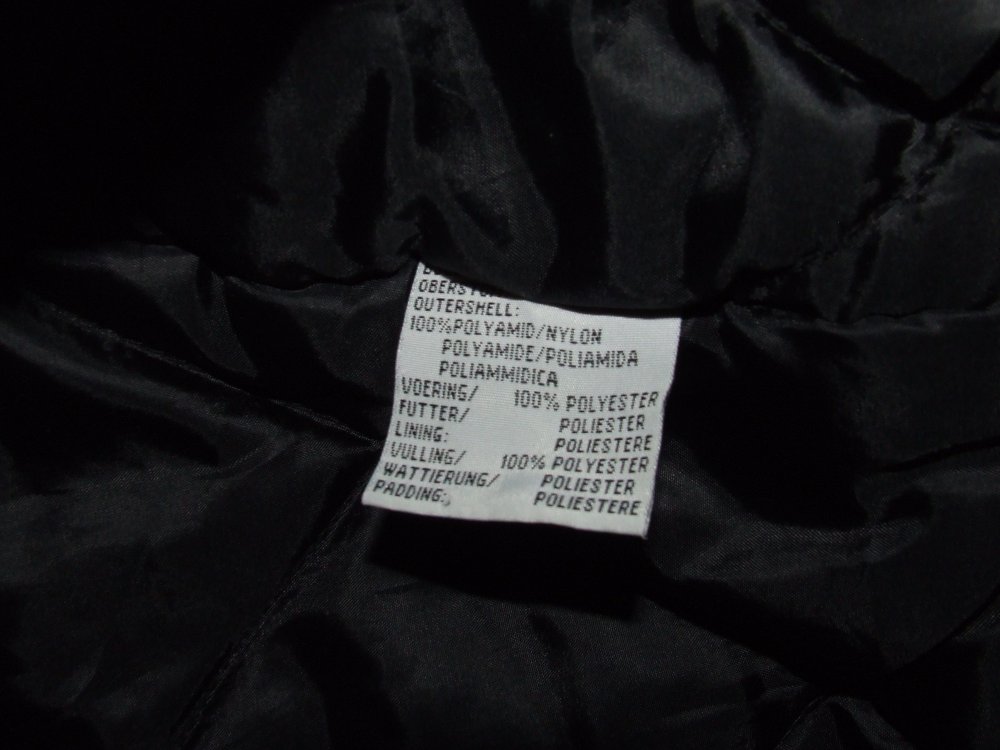 OBERSTOFF
OUTERSHELL:
100%POLYAMID/NYLON
POLYAMIDE/POLIAMIDA
POLIAMMIDICA
VOERING/ 100% POLYESTER
FUTTER/ POLIESTER
LINING: POLIESTERE
VULLING/ 100% POLYESTER
WATTIERUNG/ POLIESTER
PADDING: POLIESTERE